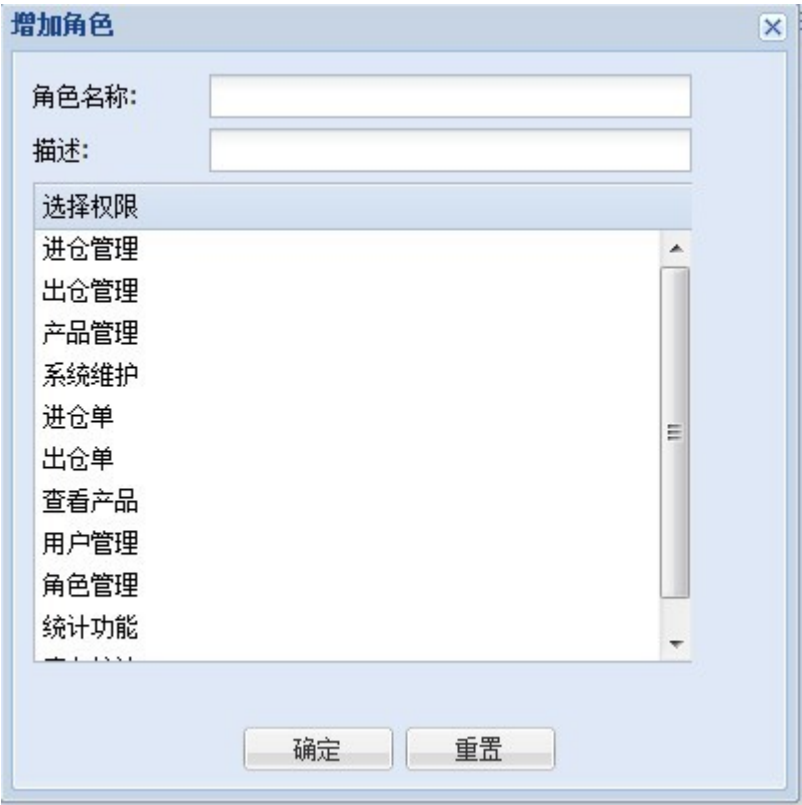 增加角色
角色名称:
描述:
选择权限
进仓管理
出仓管理
产品管理
系统维护
进仓单
出仓单
查看产品
用户管理
角色管理
统计功能
确定 重置